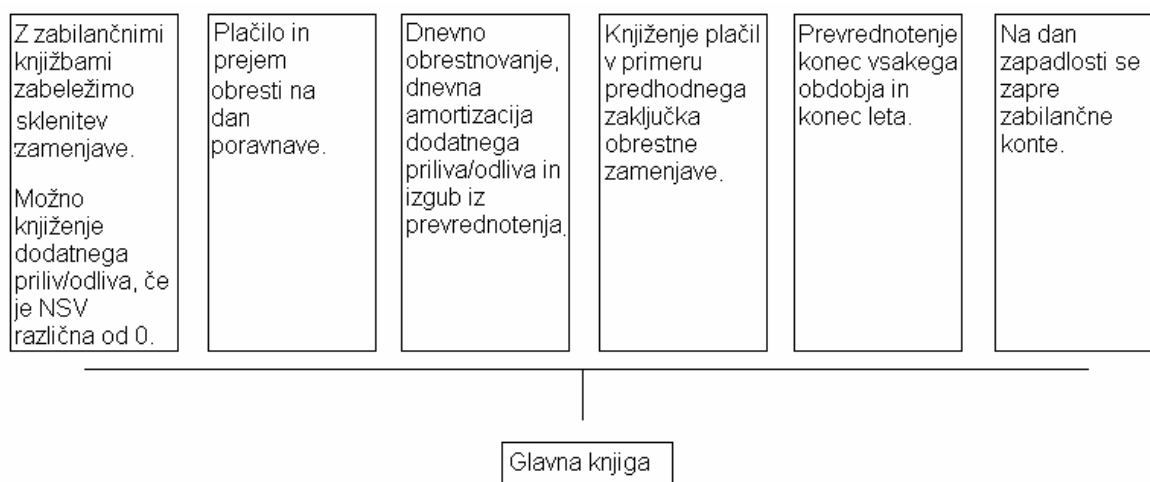 Z zabilančnimi
knjižbami
zabeležimo
sklenitev
zamenjave.
Možno
knjiženje
dodatnega
priliv/odliva, če
je NSV
različna od 0.
Plačilo in
prejem
obresti na
dan
poravnave.
Dnevno
obrestnovanje,
dnevna
amortizacija
dodatnega
priliva/odliva in
izgub iz
prevrednotenja.
Knjiženje plačil
v primeru
predhodnega
zaključka
obrestne
zamenjave.
Prevrednotenje
konec vsakega
obdobja in
konec leta.
Na dan
zapadlosti se
zapre
zabilančne
konte.
Glavna knjiga